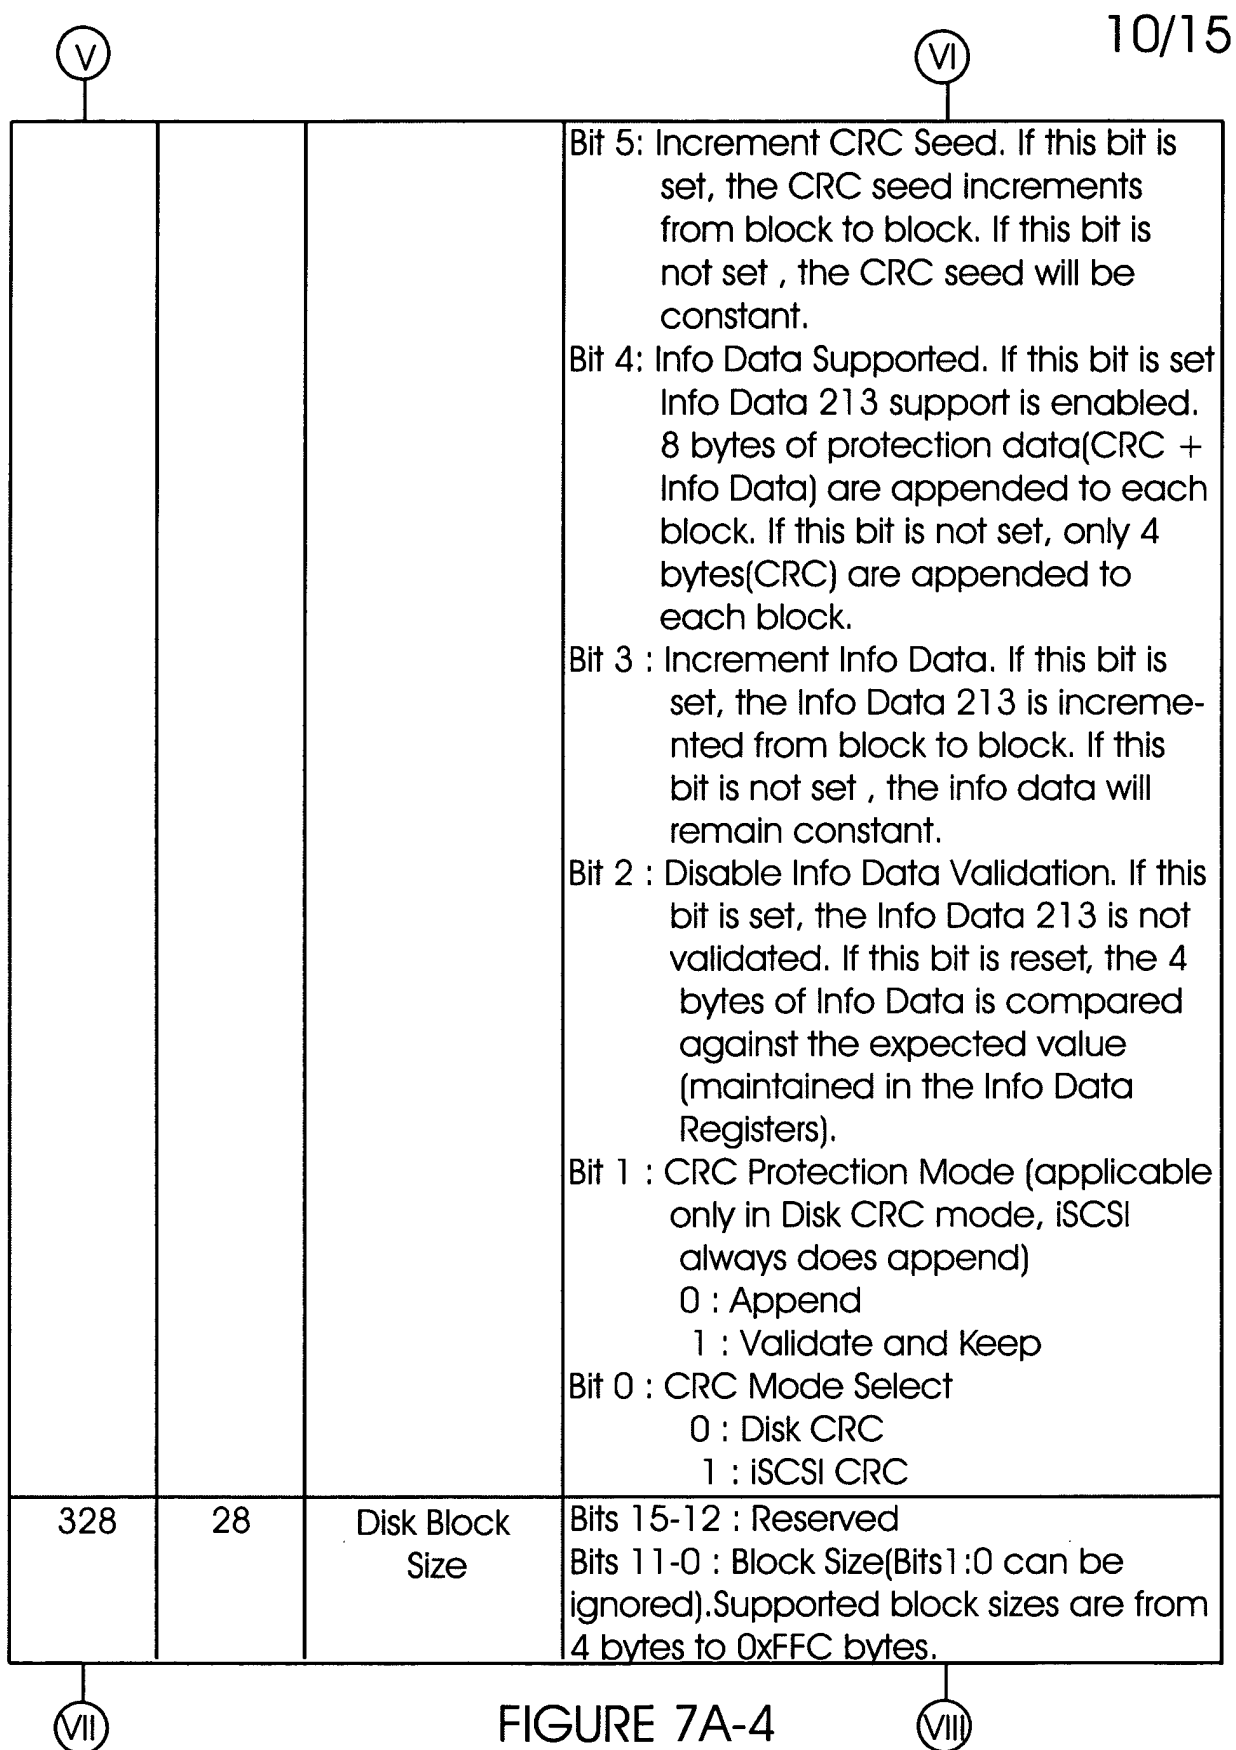 10/15
V
VI
Bit 5: Increment CRC Seed. If this bit is
set, the CRC seed increments
from block to block. If this bit is
not set , the CRC seed will be
constant.
Bit 4: Info Data Supported. If this bit is set
Info Data 213 support is enabled.
8 bytes of protection data(CRC +
Info Data) are appended to each
block. If this bit is not set, only 4
bytes(CRC) are appended to
each block.
Bit 3 : Increment Info Data. If this bit is
set, the Info Data 213 is increme-
nted from block to block. If this
bit is not set , the info data will
remain constant.
Bit 2 : Disable Info Data Validation. If this
bit is set, the Info Data 213 is not
validated. If this bit is reset, the 4
bytes of Info Data is compared
against the expected value
(maintained in the Info Data
Registers).
Bit 1 : CRC Protection Mode (applicable
only in Disk CRC mode, iSCSI
always does append)
0 : Append
1 : Validate and Keep
Bit 0 : CRC Mode Select
0 : Disk CRC
1 : iSCSI CRC
328
28
Disk Block
Size
Bits 15-12 : Reserved
Bits 11-0 : Block Size(Bits1:0 can be
ignored).Supported block sizes are from
4 bytes to 0xFFC bytes.
VII
FIGURE 7A-4
VIII